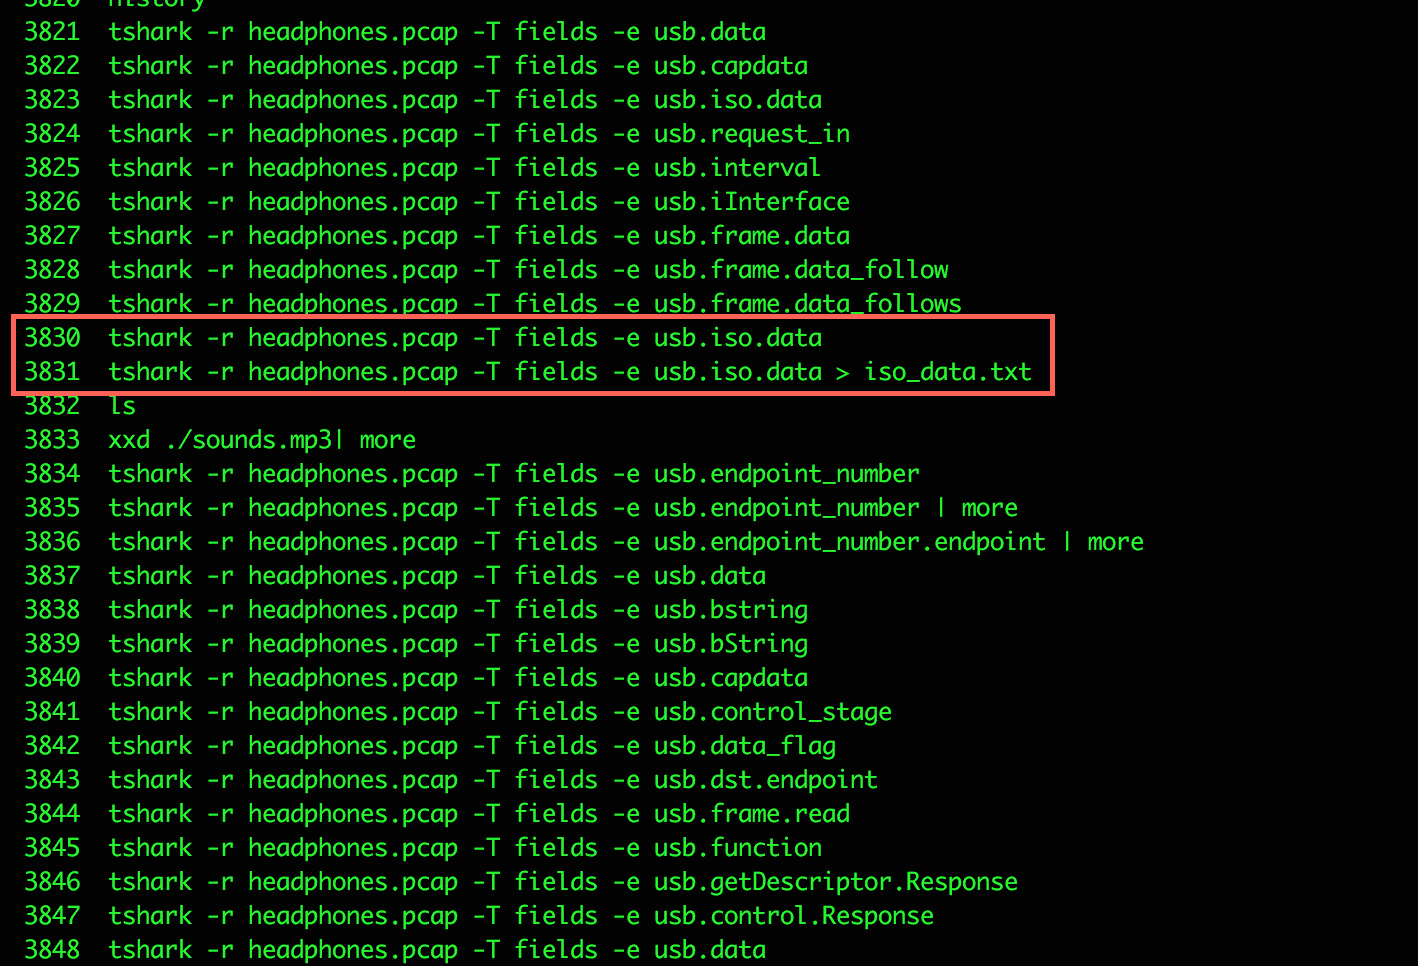 3820 history
3821 tshark -r headphones.pcap -T fields -e usb.data
3822 tshark -r headphones.pcap -T fields -e usb.capdata
3823 tshark -r headphones.pcap -T fields -e usb.iso.data
3824 tshark -r headphones.pcap -T fields -e usb.request_in
3825 tshark -r headphones.pcap -T fields -e usb.interval
3826 tshark -r headphones.pcap -T fields -e usb.iInterface
3827 tshark -r headphones.pcap -T fields -e usb.frame.data
3828 tshark -r headphones.pcap -T fields -e usb.frame.data_follow
3829 tshark -r headphones.pcap -T fields -e usb.frame.data_follows
3830 tshark -r headphones.pcap -T fields -e usb.iso.data
3831 tshark -r headphones.pcap -T fields -e usb.iso.data > iso_data.txt
3832 ls
3833 xxd ./sounds.mp3| more
3834 tshark -r headphones.pcap -T fields -e usb.endpoint_number
3835 tshark -r headphones.pcap -T fields -e usb.endpoint_number | more
3836 tshark -r headphones.pcap -T fields -e usb.endpoint_number.endpoint | more
3837 tshark -r headphones.pcap -T fields -e usb.data
3838 tshark -r headphones.pcap -T fields -e usb.bstring
3839 tshark -r headphones.pcap -T fields -e usb.bString
3840 tshark -r headphones.pcap -T fields -e usb.capdata
3841 tshark -r headphones.pcap -T fields -e usb.control_stage
3842 tshark -r headphones.pcap -T fields -e usb.data_flag
3843 tshark -r headphones.pcap -T fields -e usb.dst.endpoint
3844 tshark -r headphones.pcap -T fields -e usb.frame.read
3845 tshark -r headphones.pcap -T fields -e usb.function
3846 tshark -r headphones.pcap -T fields -e usb.getDescriptor.Response
3847 tshark -r headphones.pcap -T fields -e usb.control.Response
3848 tshark -r headphones.pcap -T fields -e usb.data